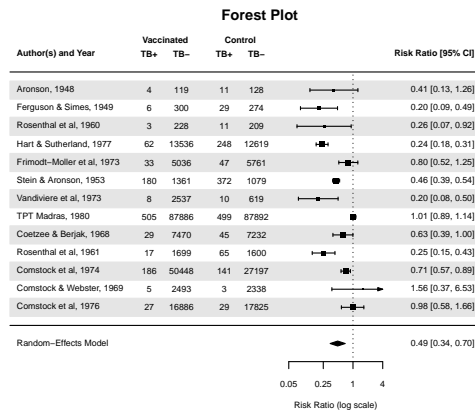 Forest Plot
Vaccinated Control
Author(s) and Year TB+ TB− TB+ TB− Risk Ratio [95% CI]
Aronson, 1948 4 119 11 128 0.41 [0.13, 1.26]
Ferguson & Simes, 1949 6 300 29 274 0.20 [0.09, 0.49]
Rosenthal et al, 1960 3 228 11 209 0.26 [0.07, 0.92]
Hart & Sutherland, 1977 62 13536 248 12619 0.24 [0.18, 0.31]
Frimodt−Moller et al, 1973 33 5036 47 5761 0.80 [0.52, 1.25]
Stein & Aronson, 1953 180 1361 372 1079 0.46 [0.39, 0.54]
Vandiviere et al, 1973 8 2537 10 619 0.20 [0.08, 0.50]
TPT Madras, 1980 505 87886 499 87892 1.01 [0.89, 1.14]
Coetzee & Berjak, 1968 29 7470 45 7232 0.63 [0.39, 1.00]
Rosenthal et al, 1961 17 1699 65 1600 0.25 [0.15, 0.43]
Comstock et al, 1974 186 50448 141 27197 0.71 [0.57, 0.89]
Comstock & Webster, 1969 5 2493 3 2338 1.56 [0.37, 6.53]
Comstock et al, 1976 27 16886 29 17825 0.98 [0.58, 1.66]
Random−Effects Model 0.49 [0.34, 0.70]
0.05 0.25 1 4
Risk Ratio (log scale)